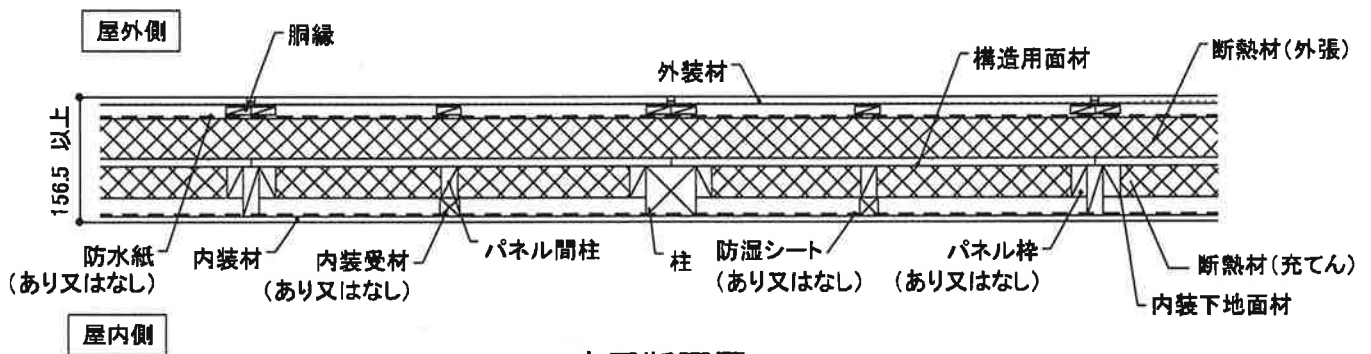 屋外側
胴縁
外装材
構造用面材
断熱材(外張)
156.5 以上
防水紙
(あり又はなし)
内装材
内装受材
(あり又はなし)
パネル間柱
柱
防湿シート
(あり又はなし)
パネル枠
(あり又はなし)
断熱材(充てん)
内装下地面材
屋内側